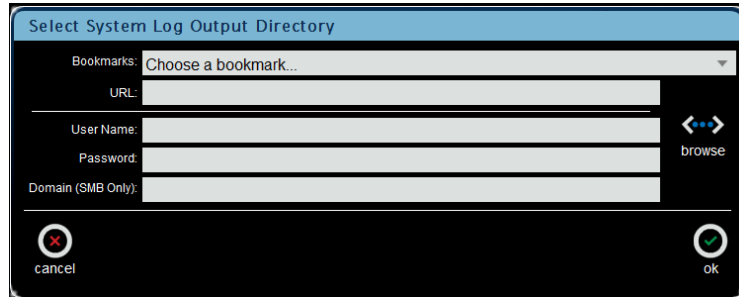 Select System Log Output Directory
Bookmarks: Choose a bookmark...
URL:
User Name:
Password:
browse
Domain (SMB Only):
cancel
ok